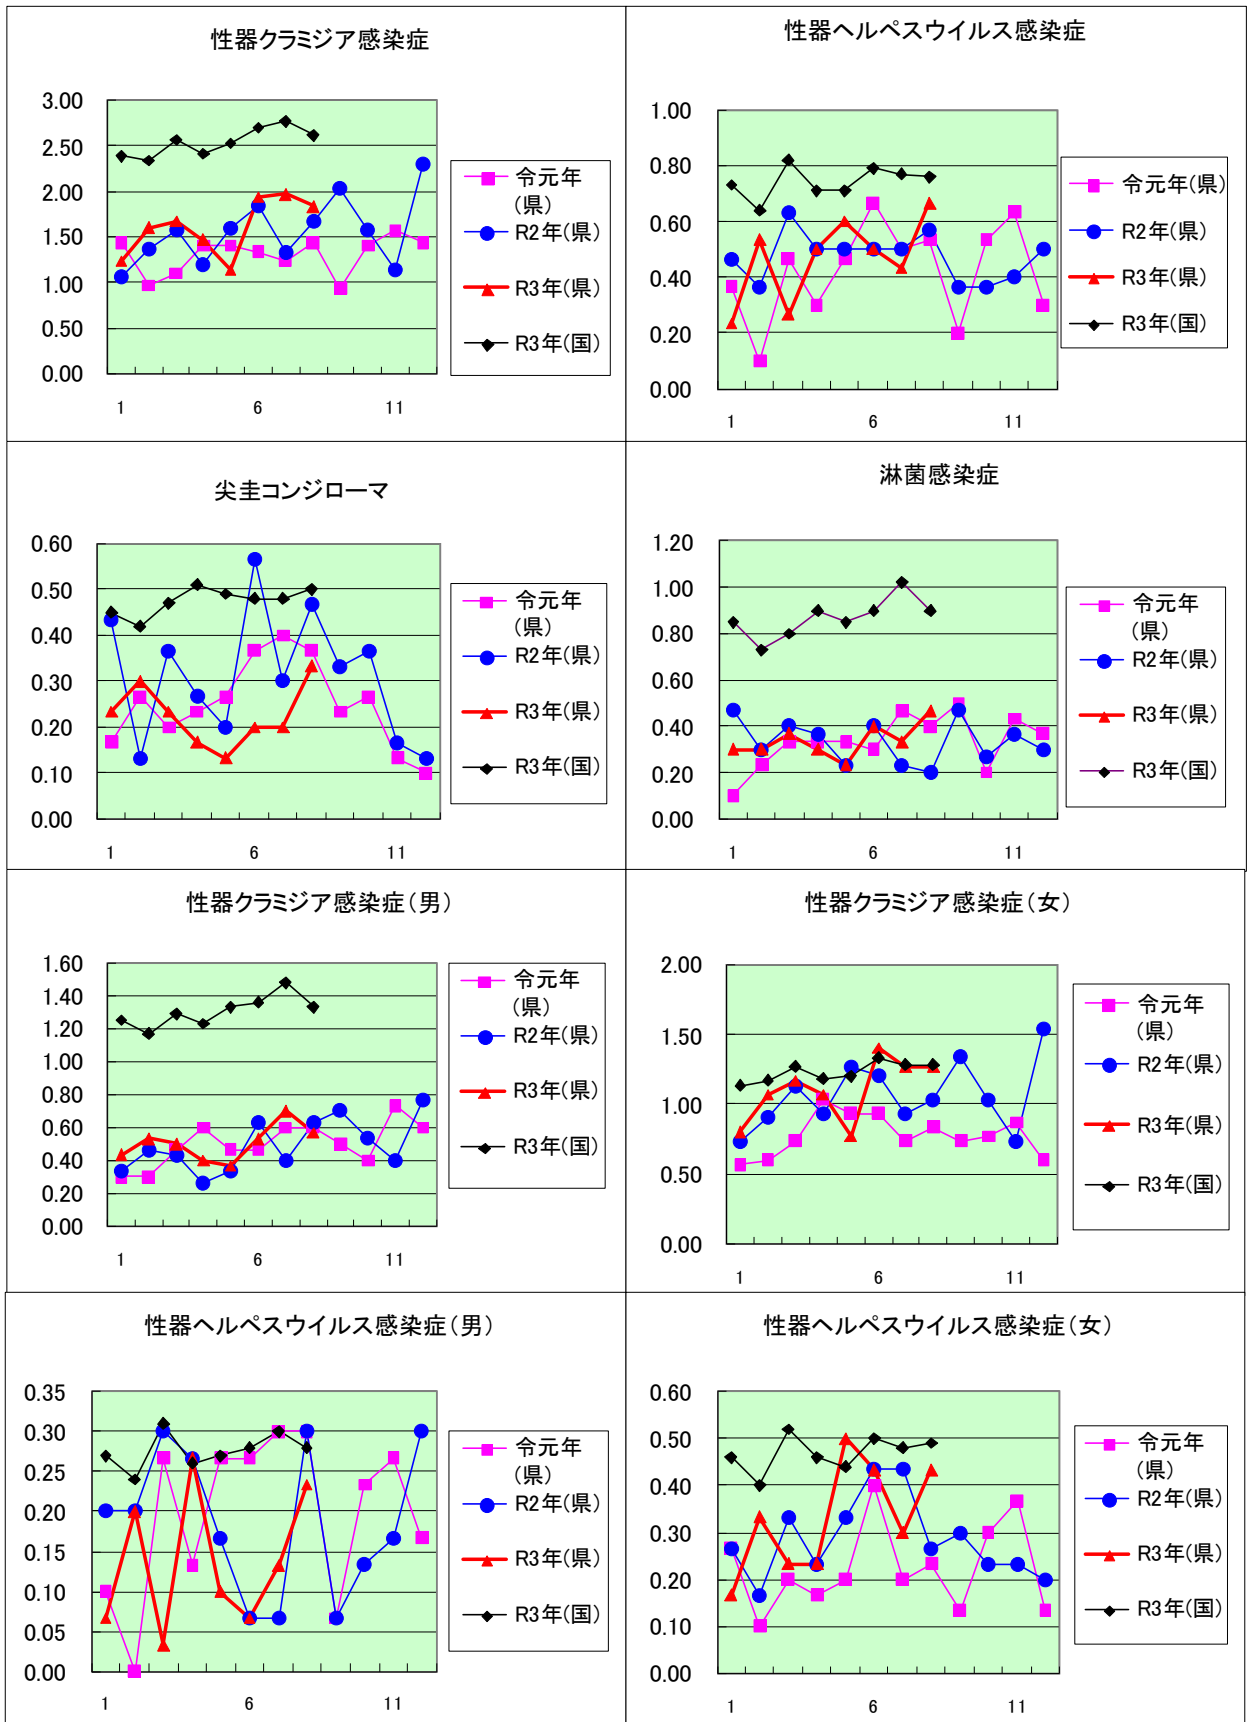 性器クラミジア感染症
3.00
2.50
2.00
1.50
1.00
0.50
0.00
1
6
11
令元年
(県)
R2年(県)
R3年(県)
R3年(国)
性器ヘルペスウイルス感染症
1.00
0.80
0.60
0.40
0.20
0.00
1
6
11
令元年(県)
R2年(県)
R3年(県)
R3年(国)
尖圭コンジローマ
0.60
0.50
0.40
0.30
0.20
0.10
0.00
1
6
11
令元年
(県)
R2年(県)
R3年(県)
R3年(国)
淋菌感染症
1.20
1.00
0.80
0.60
0.40
0.20
0.00
1
6
11
令元年
(県)
R2年(県)
R3年(県)
R3年(国)
性器クラミジア感染症(男)
1.60
1.40
1.20
1.00
0.80
0.60
0.40
0.20
0.00
1
6
11
令元年
(県)
R2年(県)
R3年(県)
R3年(国)
性器クラミジア感染症(女)
2.00
1.50
1.00
0.50
0.00
1
6
11
令元年
(県)
R2年(県)
R3年(県)
R3年(国)
性器ヘルペスウイルス感染症(男)
0.35
0.30
0.25
0.20
0.15
0.10
0.05
0.00
1
6
11
令元年
(県)
R2年(県)
R3年(県)
R3年(国)
性器ヘルペスウイルス感染症(女)
0.60
0.50
0.40
0.30
0.20
0.10
0.00
1
6
11
令元年
(県)
R2年(県)
R3年(県)
R3年(国)